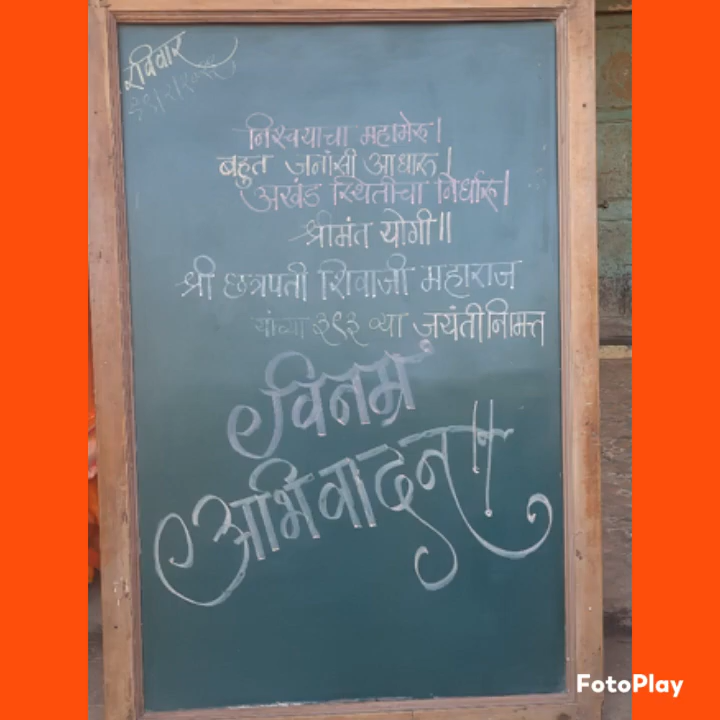 रविवार
निश्चयाचा महामेरू।
बहुत जनांसी आधारू।
अखंड स्थितीचा निर्धारू।
श्रीमंत योगी॥
श्री छत्रपती शिवाजी महाराज
यांच्या ३९३ व्या जयंतीनिमित्त
विनम्र
अभिवादन!!
FotoPlay